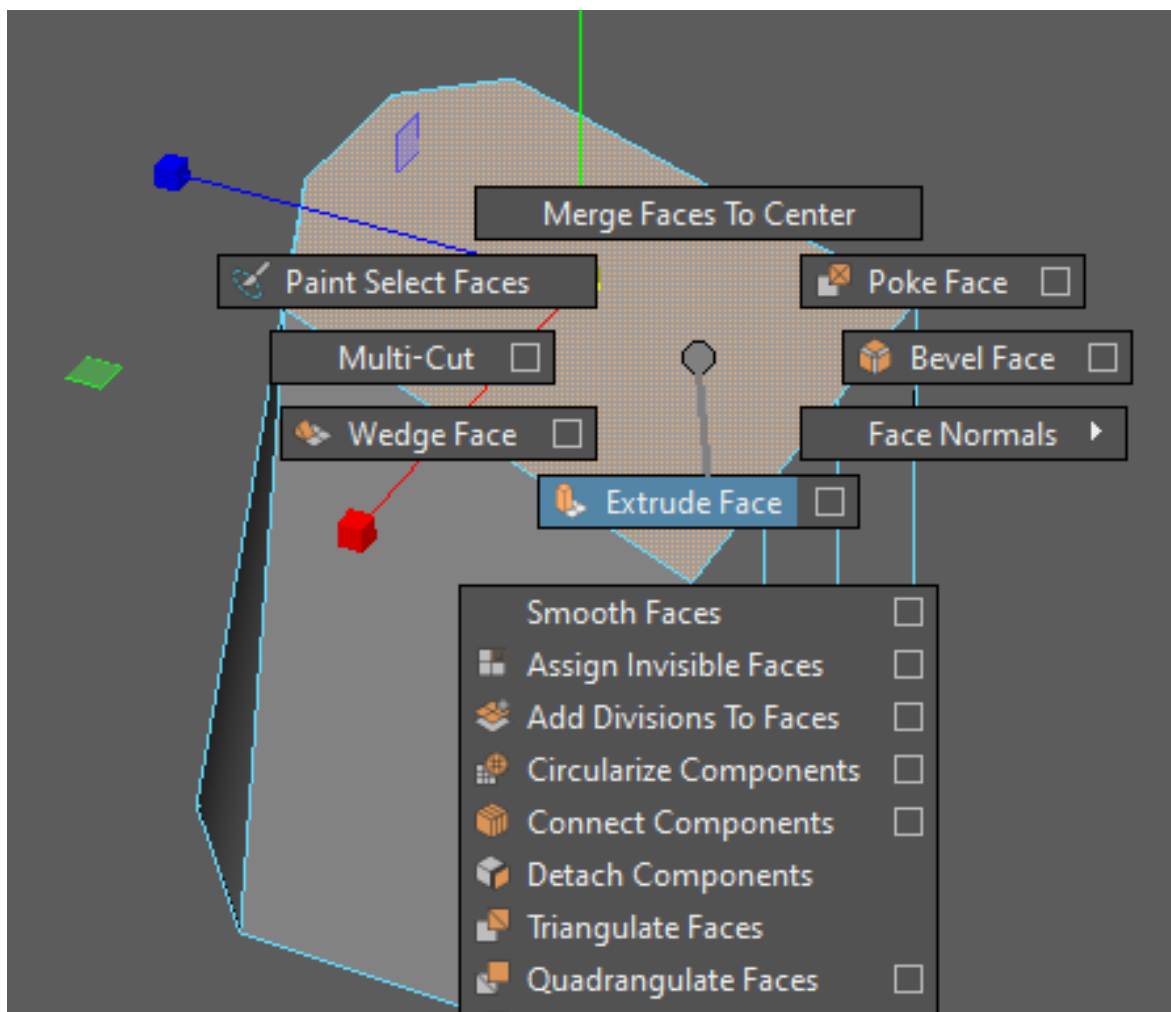 Merge Faces To Center
Paint Select Faces
Poke Face
Multi-Cut
Bevel Face
Wedge Face
Face Normals
Extrude Face
Smooth Faces
Assign Invisible Faces
Add Divisions To Faces
Circularize Components
Connect Components
Detach Components
Triangulate Faces
Quadrangulate Faces